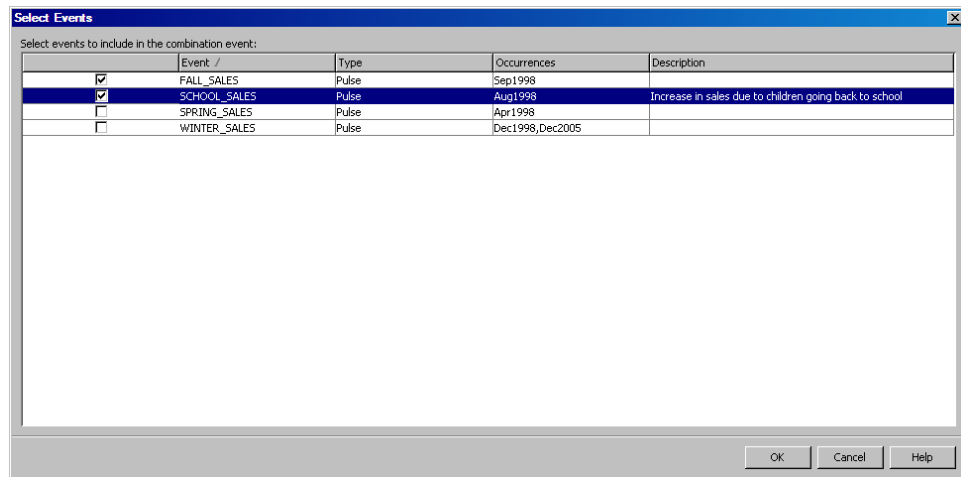 Select Events
Select events to include in the combination event:
Event / Type Occurrences Description
FALL_SALES Pulse Sep1998
SCHOOL_SALES Pulse Aug1998 Increase in sales due to children going back to school
SPRING_SALES Pulse Apr1998
WINTER_SALES Pulse Dec1998,Dec2005
OK Cancel Help